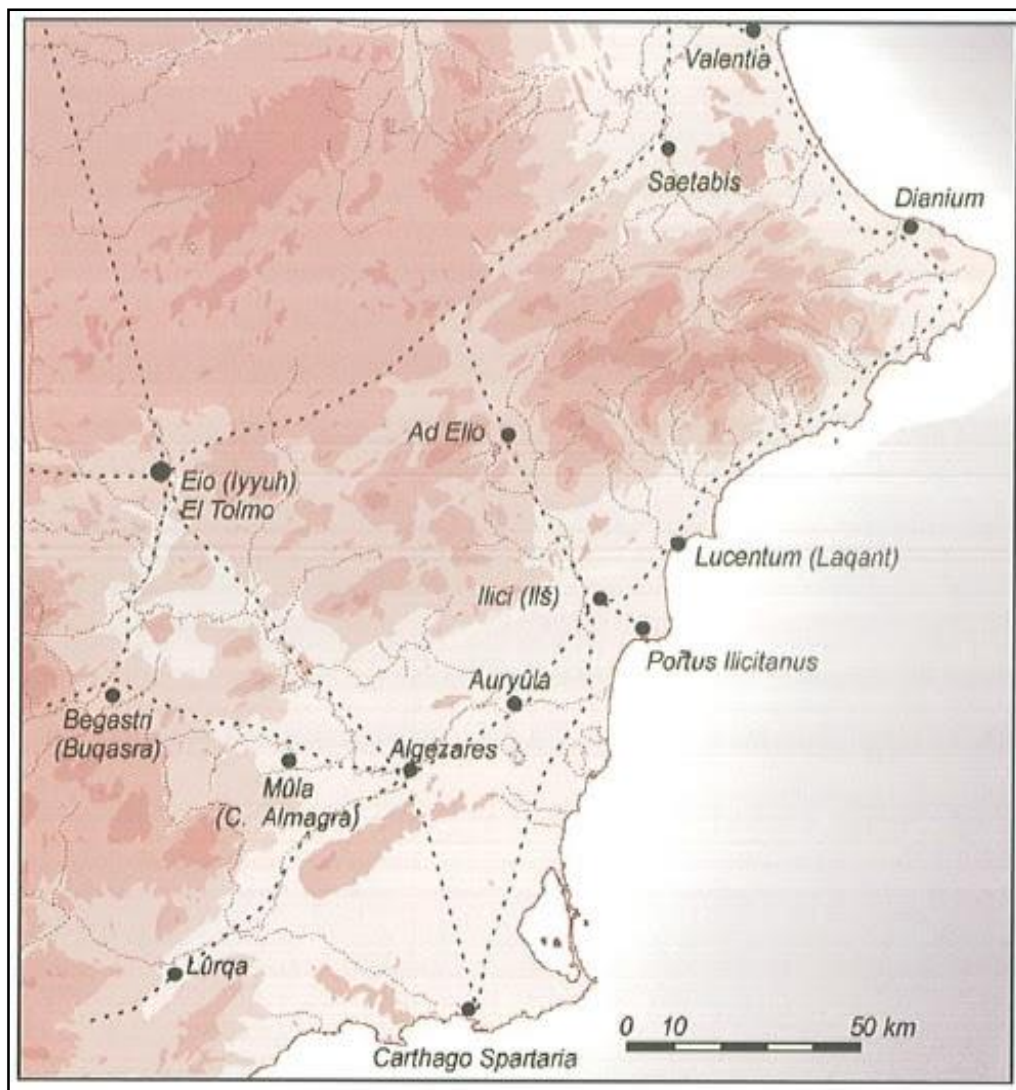 Valentia
Saetabis
Dianium
Ad Elio
Eio (Iyyuh)
El Tolmo
Lucentum (Laqant)
Ilici (Ilš)
Portus Ilicitanus
Auryûla
Begastri
(Buqasra)
Algezares
Mûla
(C. Almagra)
Lûrqa
Carthago Spartaria
0 10 50 km